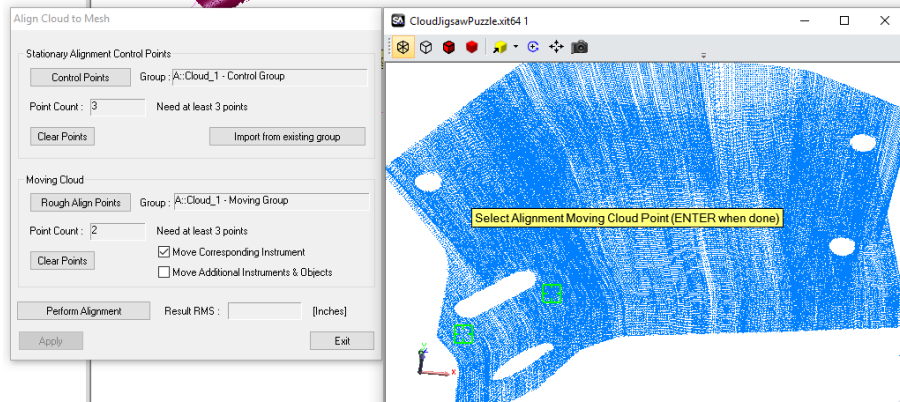 Align Cloud to Mesh
Stationary Alignment Control Points
Control Points Group : A::Cloud_1 - Control Group
Point Count : 3 Need at least 3 points
Clear Points Import from existing group
Moving Cloud
Rough Align Points Group : A::Cloud_1 - Moving Group
Point Count : 2 Need at least 3 points
Clear Points
Move Corresponding Instrument
Move Additional Instruments & Objects
Perform Alignment Result RMS : [Inches]
Apply Exit
SA CloudJigsawPuzzle.xit64 1
Select Alignment Moving Cloud Point (ENTER when done)
Y
X